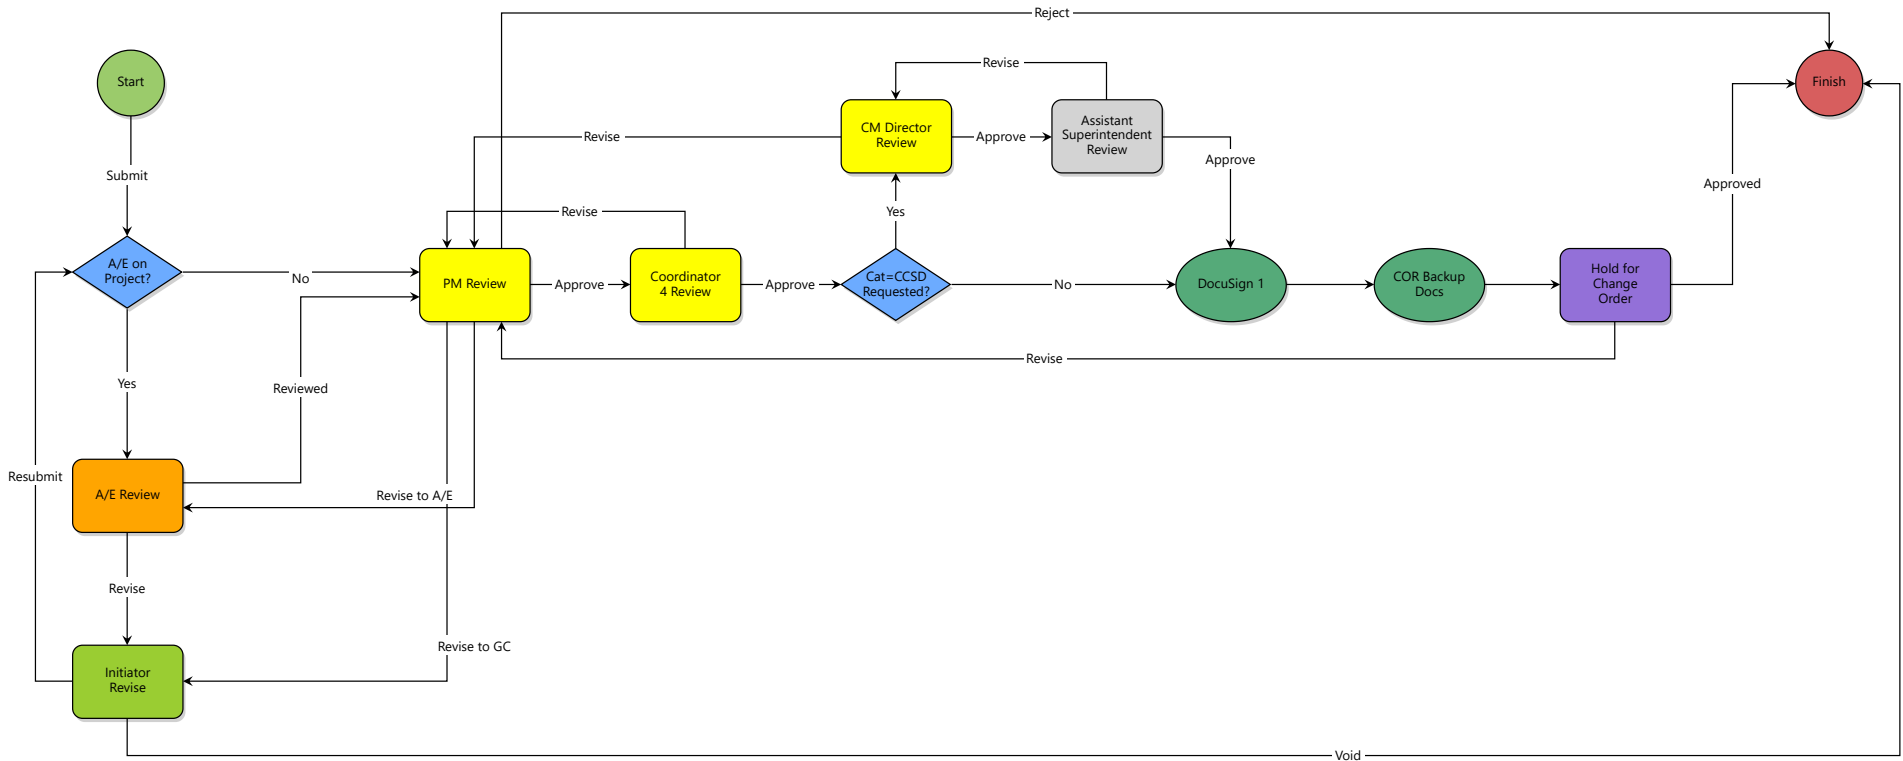 Reject
Start
Revise
Finish
CM Director
Review
Assistant
Superintendent
Review
Revise
Approve
Approve
Submit
Approved
Revise
Yes
A/E on
Project?
No
PM Review
Approve
Coordinator
4 Review
Approve
Cat=CCSD
Requested?
No
DocuSign 1
COR Backup
Docs
Hold for
Change
Order
Revise
Yes
Reviewed
Resubmit
A/E Review
Revise to A/E
Revise
Revise to GC
Initiator
Revise
Void